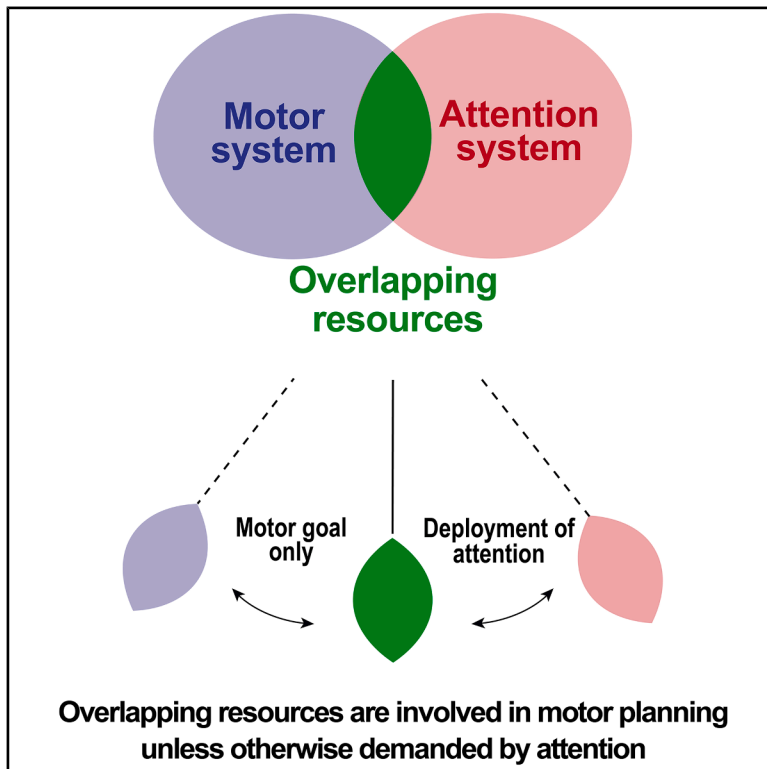 Motor
system
Attention
system
Overlapping
resources
Motor goal
only
Deployment of
attention
Overlapping resources are involved in motor planning
unless otherwise demanded by attention